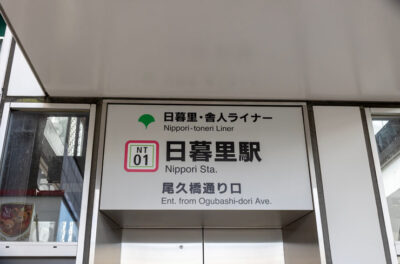 日暮里・舎人ライナー
Nippori-toneri Liner
NT
01
日暮里駅
Nippori Sta.
尾久橋通り口
Ent. from Ogubashi-dori Ave.